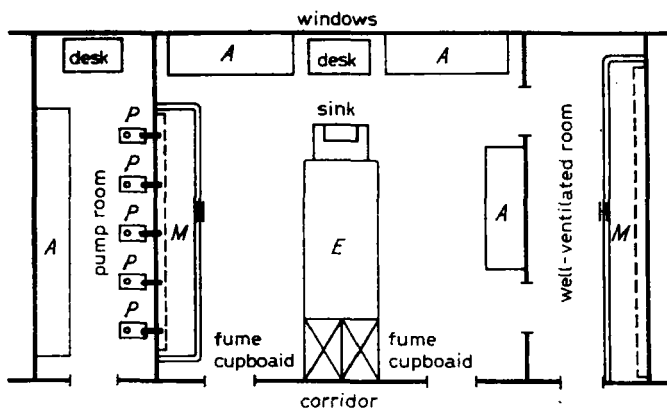 windows
desk
A
desk
A
sink
P
P
P
P
P
pump room
A
M
E
A
well-ventilated room
M
fume
cupboaid
fume
cupboaid
corridor